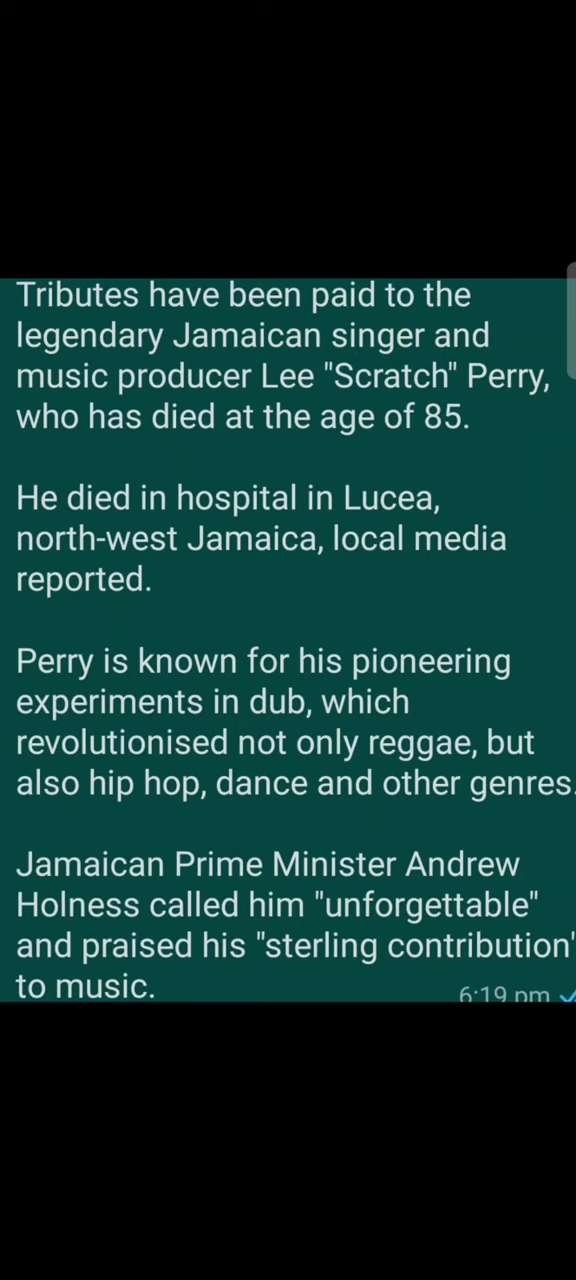 Tributes have been paid to the
legendary Jamaican singer and
music producer Lee "Scratch" Perry,
who has died at the age of 85.
He died in hospital in Lucea,
north-west Jamaica, local media
reported.
Perry is known for his pioneering
experiments in dub, which
revolutionised not only reggae, but
also hip hop, dance and other genres.
Jamaican Prime Minister Andrew
Holness called him "unforgettable"
and praised his "sterling contribution"
to music.
6:19 pm